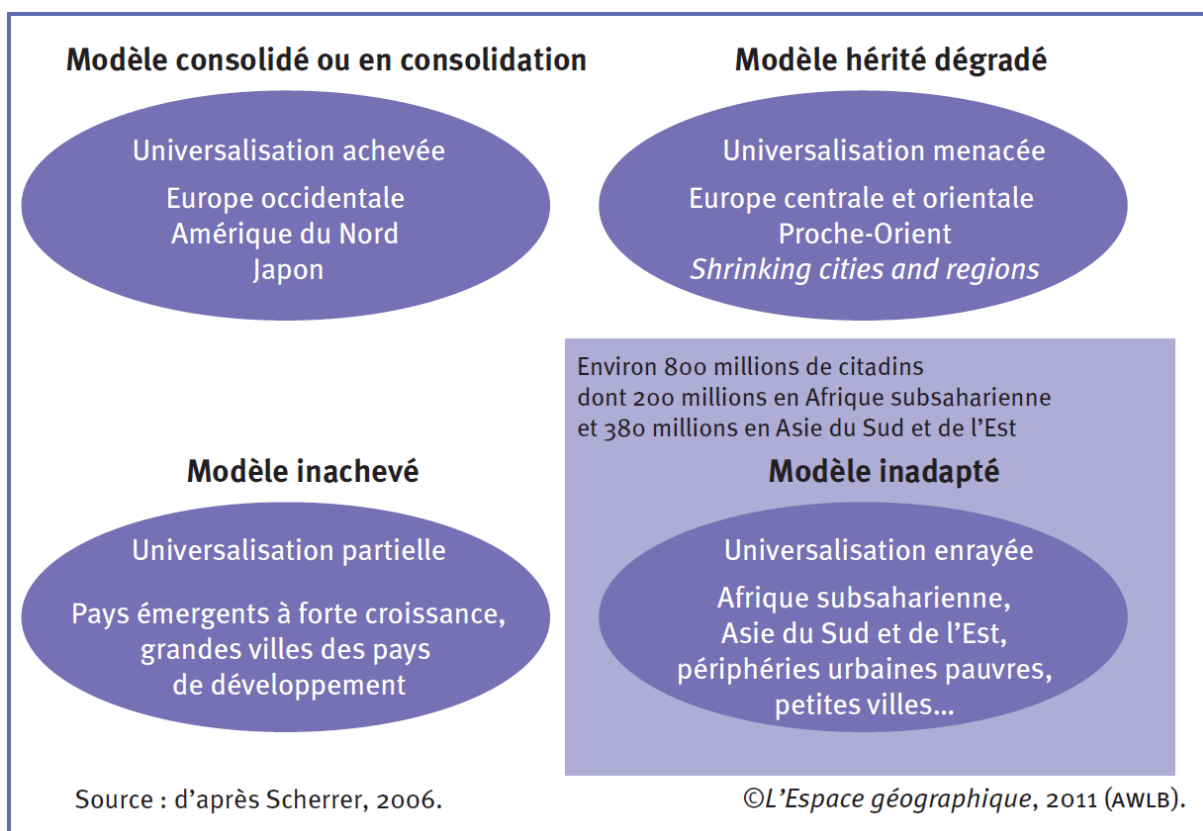 Modèle consolidé ou en consolidation
Universalisation achevée
Europe occidentale
Amérique du Nord
Japon
Modèle hérité dégradé
Universalisation menacée
Europe centrale et orientale
Proche-Orient
Shrinking cities and regions
Modèle inachevé
Universalisation partielle
Pays émergents à forte croissance,
grandes villes des pays
de développement
Environ 800 millions de citadins
dont 200 millions en Afrique subsaharienne
et 380 millions en Asie du Sud et de l'Est
Modèle inadapté
Universalisation enrayée
Afrique subsaharienne,
Asie du Sud et de l'Est,
périphéries urbaines pauvres,
petites villes...
Source : d'après Scherrer, 2006.
©L'Espace géographique, 2011 (AWLB).